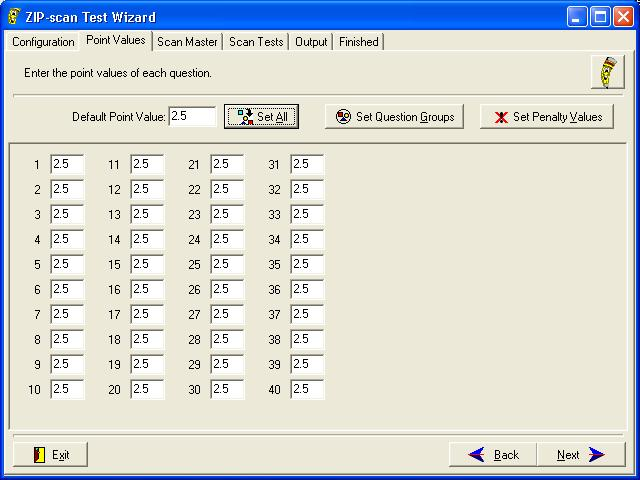 ZIP-scan Test Wizard
Configuration Point Values Scan Master Scan Tests Output Finished
Enter the point values of each question.
Default Point Value: 2.5 Set All Set Question Groups Set Penalty Values
1 2.5 11 2.5 21 2.5 31 2.5
2 2.5 12 2.5 22 2.5 32 2.5
3 2.5 13 2.5 23 2.5 33 2.5
4 2.5 14 2.5 24 2.5 34 2.5
5 2.5 15 2.5 25 2.5 35 2.5
6 2.5 16 2.5 26 2.5 36 2.5
7 2.5 17 2.5 27 2.5 37 2.5
8 2.5 18 2.5 28 2.5 38 2.5
9 2.5 19 2.5 29 2.5 39 2.5
10 2.5 20 2.5 30 2.5 40 2.5
Exit Back Next